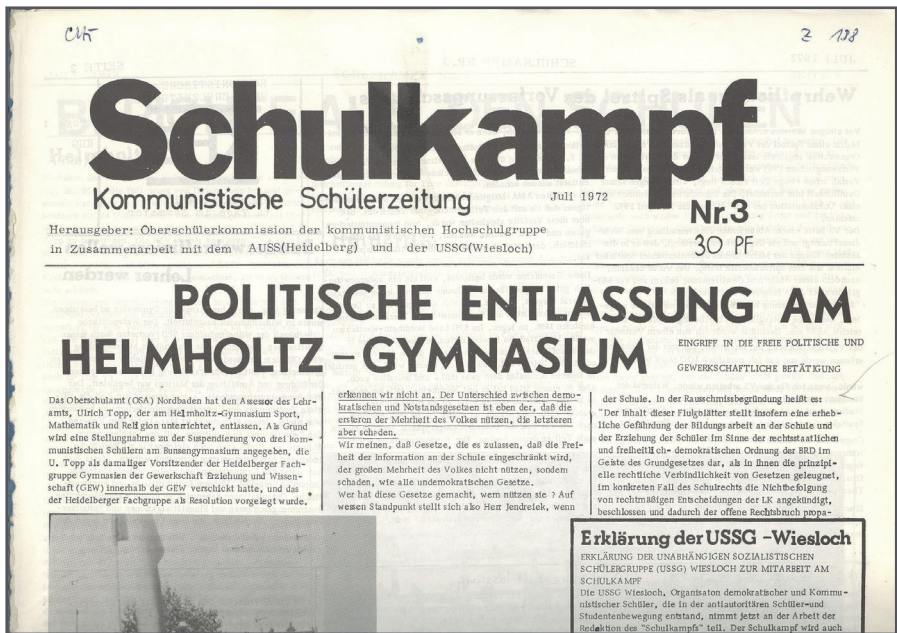 CUK
Z 198
Schulkampf
Kommunistische Schülerzeitung
Juli 1972
Nr.3
30 PF
Herausgeber: Oberschülerkommission der kommunistischen Hochschulgruppe
in Zusammenarbeit mit dem AUSS(Heidelberg) und der USSG(Wiesloch)
POLITISCHE ENTLASSUNG AM
HELMHOLTZ – GYMNASIUM
EINGRIFF IN DIE FREIE POLITISCHE UND
GEWERKSCHAFTLICHE BETÄTIGUNG
Das Oberschulamt (OSA) Nordbaden hat den Assessor des Lehr-
amts, Ulrich Topp, der am Helmholtz-Gymnasium Sport,
Mathematik und Religion unterrichtet, entlassen. Als Grund
wird eine Stellungnahme zu der Suspendierung von drei kom-
munistischen Schülern am Bunsengymnasium angegeben, die
U. Topp als damaliger Vorsitzender der Heidelberger Fach-
gruppe Gymnasien der Gewerkschaft Erziehung und Wissen-
schaft (GEW) innerhalb der GEW verschickt hatte, und das
der Heidelberger Fachgruppe als Resolution vorgelegt wurde.
erkennen wir nicht an. Der Unterschied zwischen demo-
kratischen und Notstandsgesetzen ist eben der, daß die
ersteren der Mehrheit des Volkes nützen, die letzteren
aber schaden.
Wir meinen, daß Gesetze, die es zulassen, daß die Frei-
heit der Information an der Schule eingeschränkt wird,
der großen Mehrheit des Volkes nicht nützen, sondern
schaden, wie alle undemokratischen Gesetze.
Wer hat diese Gesetze gemacht, wem nützen sie ? Auf
wessen Standpunkt stellt sich also Herr Jendreiek, wenn
der Schule. In der Rausschmissbegründung heißt es:
"Der Inhalt dieser Flugblätter stellt insofern eine erheb-
liche Gefährdung der Bildungsarbeit an der Schule und
der Erziehung der Schüler im Sinne der rechtsstaatlichen
und freiheitlich- demokratischen Ordnung der BRD im
Geiste des Grundgesetzes dar, als in ihnen die prinzipi-
elle rechtliche Verbindlichkeit von Gesetzen geleugnet,
im konkreten Fall des Schulrechts die Nichtbefolgung
von rechtmäßigen Entscheidungen der LK angekündigt,
beschlossen und dadurch der offene Rechtsbruch propa-
Erklärung der USSG –Wiesloch
ERKLÄRUNG DER UNABHÄNGIGEN SOZIALISTISCHEN
SCHÜLERGRUPPE (USSG) WIESLOCH ZUR MITARBEIT AM
SCHULKAMPF
Die USSG Wiesloch, Organisaton demokratischer und Kommu-
nistischer Schüler, die in der antiautoritären Schüler-und
Studentenbewegung entstand, nimmt jetzt an der Arbeit der
Redaktion des "Schulkampfs" teil. Der Schulkampf wird auch